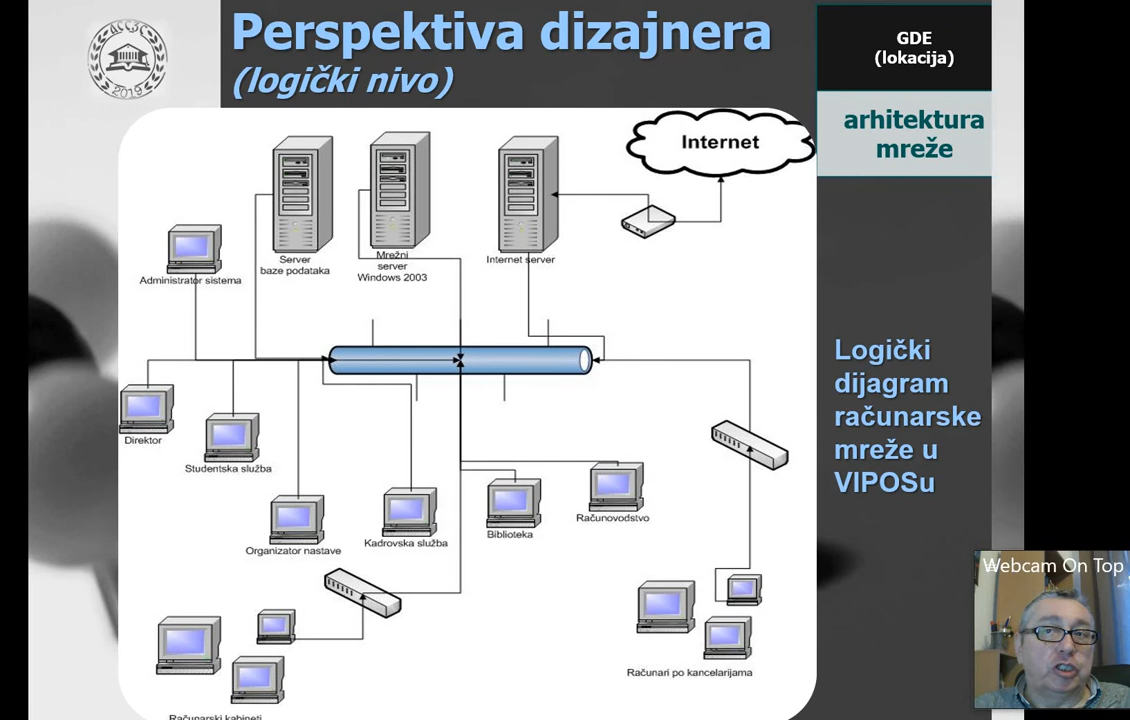 Perspektiva dizajnera
(logički nivo)
GDE
(lokacija)
arhitektura
mreže
Internet
Server
baze podataka
Mrežni
server
Windows 2003
Internet server
Administrator sistema
Direktor
Studentska služba
Organizator nastave
Kadrovska služba
Biblioteka
Računovodstvo
Računari po kancelarijama
Računarski kabineti
Logički
dijagram
računarske
mreže u
VIPOSu
Webcam On Top
2019